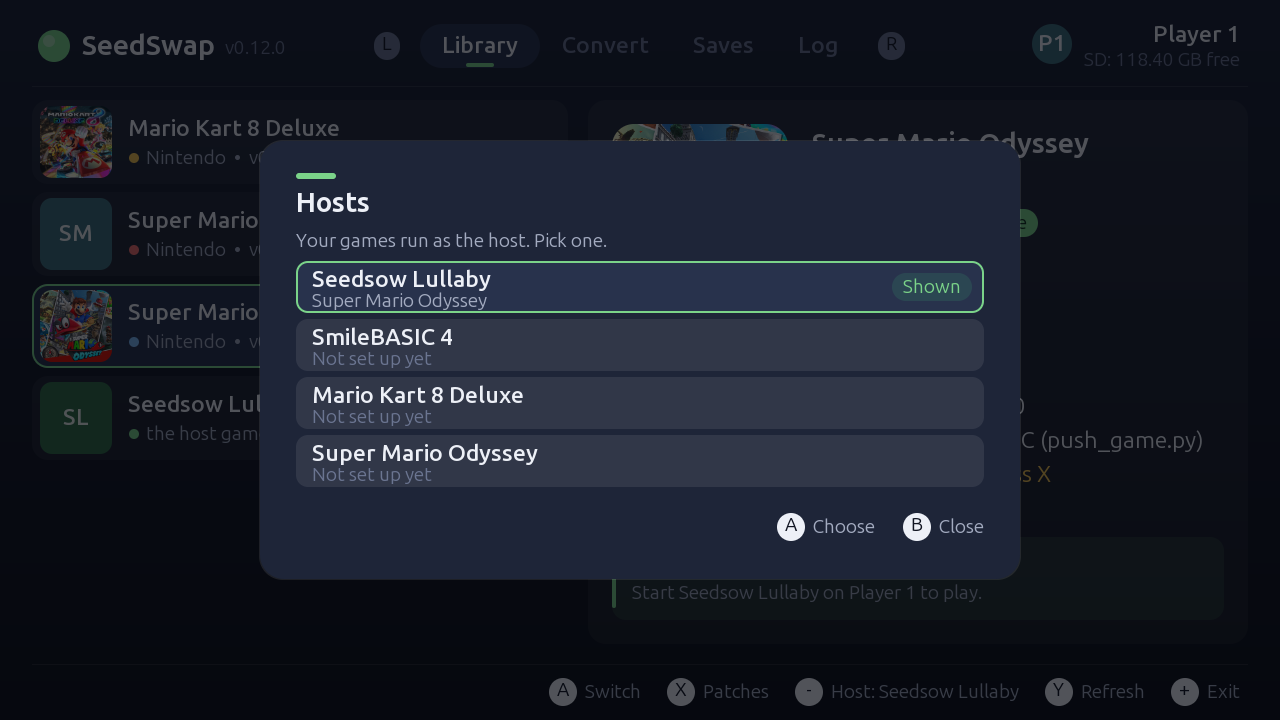 SeedSwap v0.12.0
L Library Convert Saves Log R
P1 Player 1
SD: 118.40 GB free
Mario Kart 8 Deluxe
Nintendo •
Super Mario
SM
Nintendo •
Super Mario
Nintendo •
SL
Seedsow Lul
the host gam
Super Mario Odyssey
Hosts
Your games run as the host. Pick one.
Seedsow Lullaby
Super Mario Odyssey
Shown
SmileBASIC 4
Not set up yet
Mario Kart 8 Deluxe
Not set up yet
Super Mario Odyssey
Not set up yet
A Choose B Close
C (push_game.py)
s X
Start Seedsow Lullaby on Player 1 to play.
A Switch X Patches - Host: Seedsow Lullaby Y Refresh + Exit